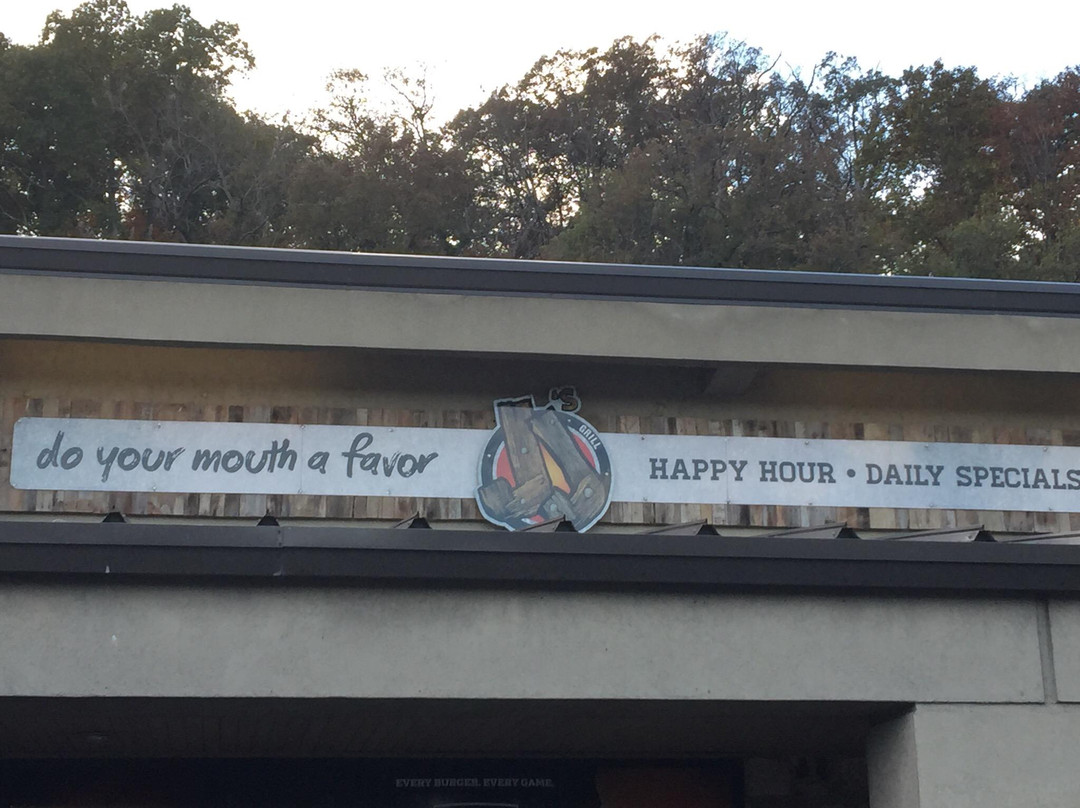 do your mouth a favor
'S
GRILL
HAPPY HOUR • DAILY SPECIALS
EVERY BURGER. EVERY GAME.